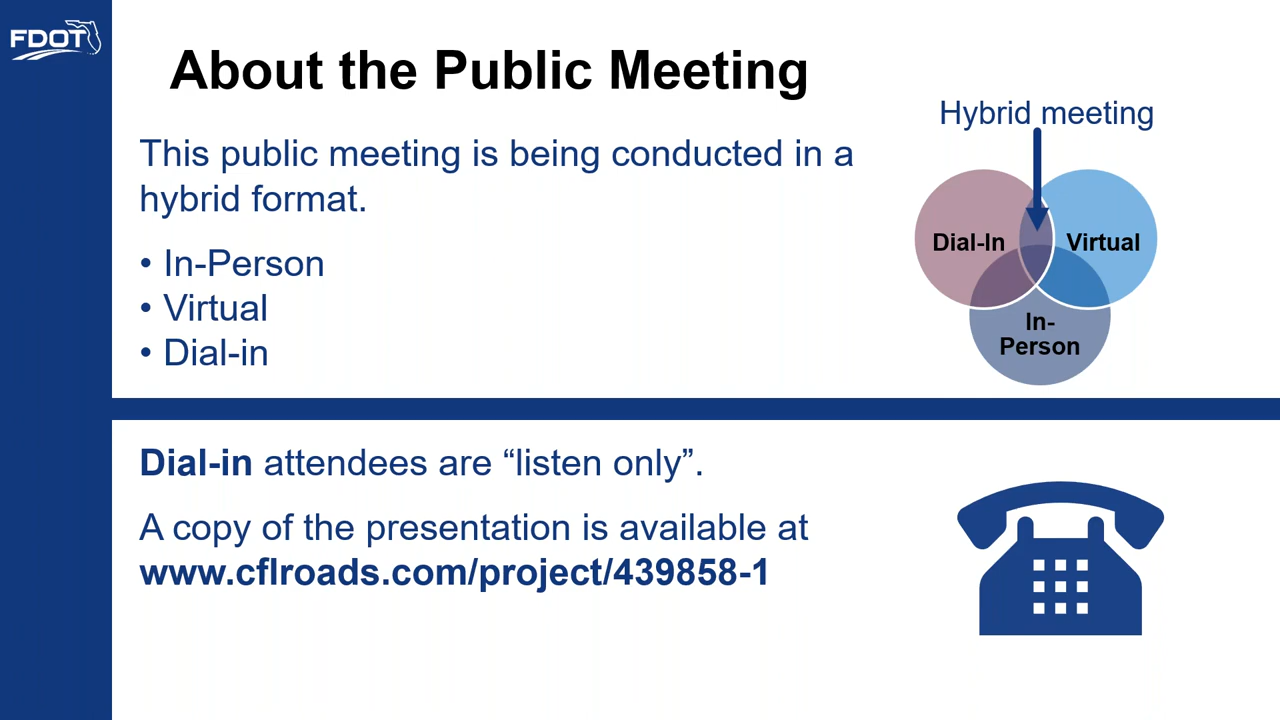 FDOT
About the Public Meeting
This public meeting is being conducted in a
hybrid format.
• In-Person
• Virtual
• Dial-in
Hybrid meeting
Dial-In
Virtual
In-
Person
Dial-in attendees are “listen only”.
A copy of the presentation is available at
www.cflroads.com/project/439858-1